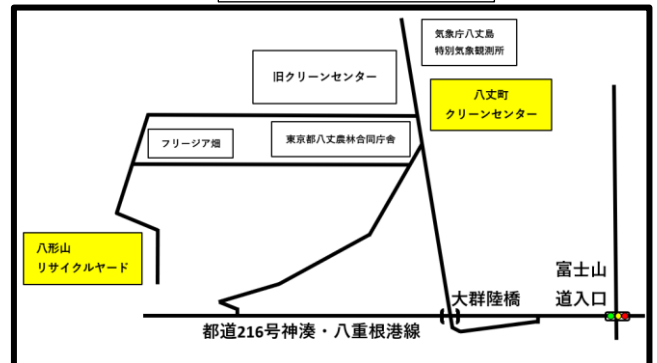 気象庁八丈島
特別気象観測所
旧クリーンセンター
八丈町
クリーンセンター
フリージア畑
東京都八丈農林合同庁舎
八形山
リサイクルヤード
富士山
道入口
大群陸橋
都道216号神湊・八重根港線